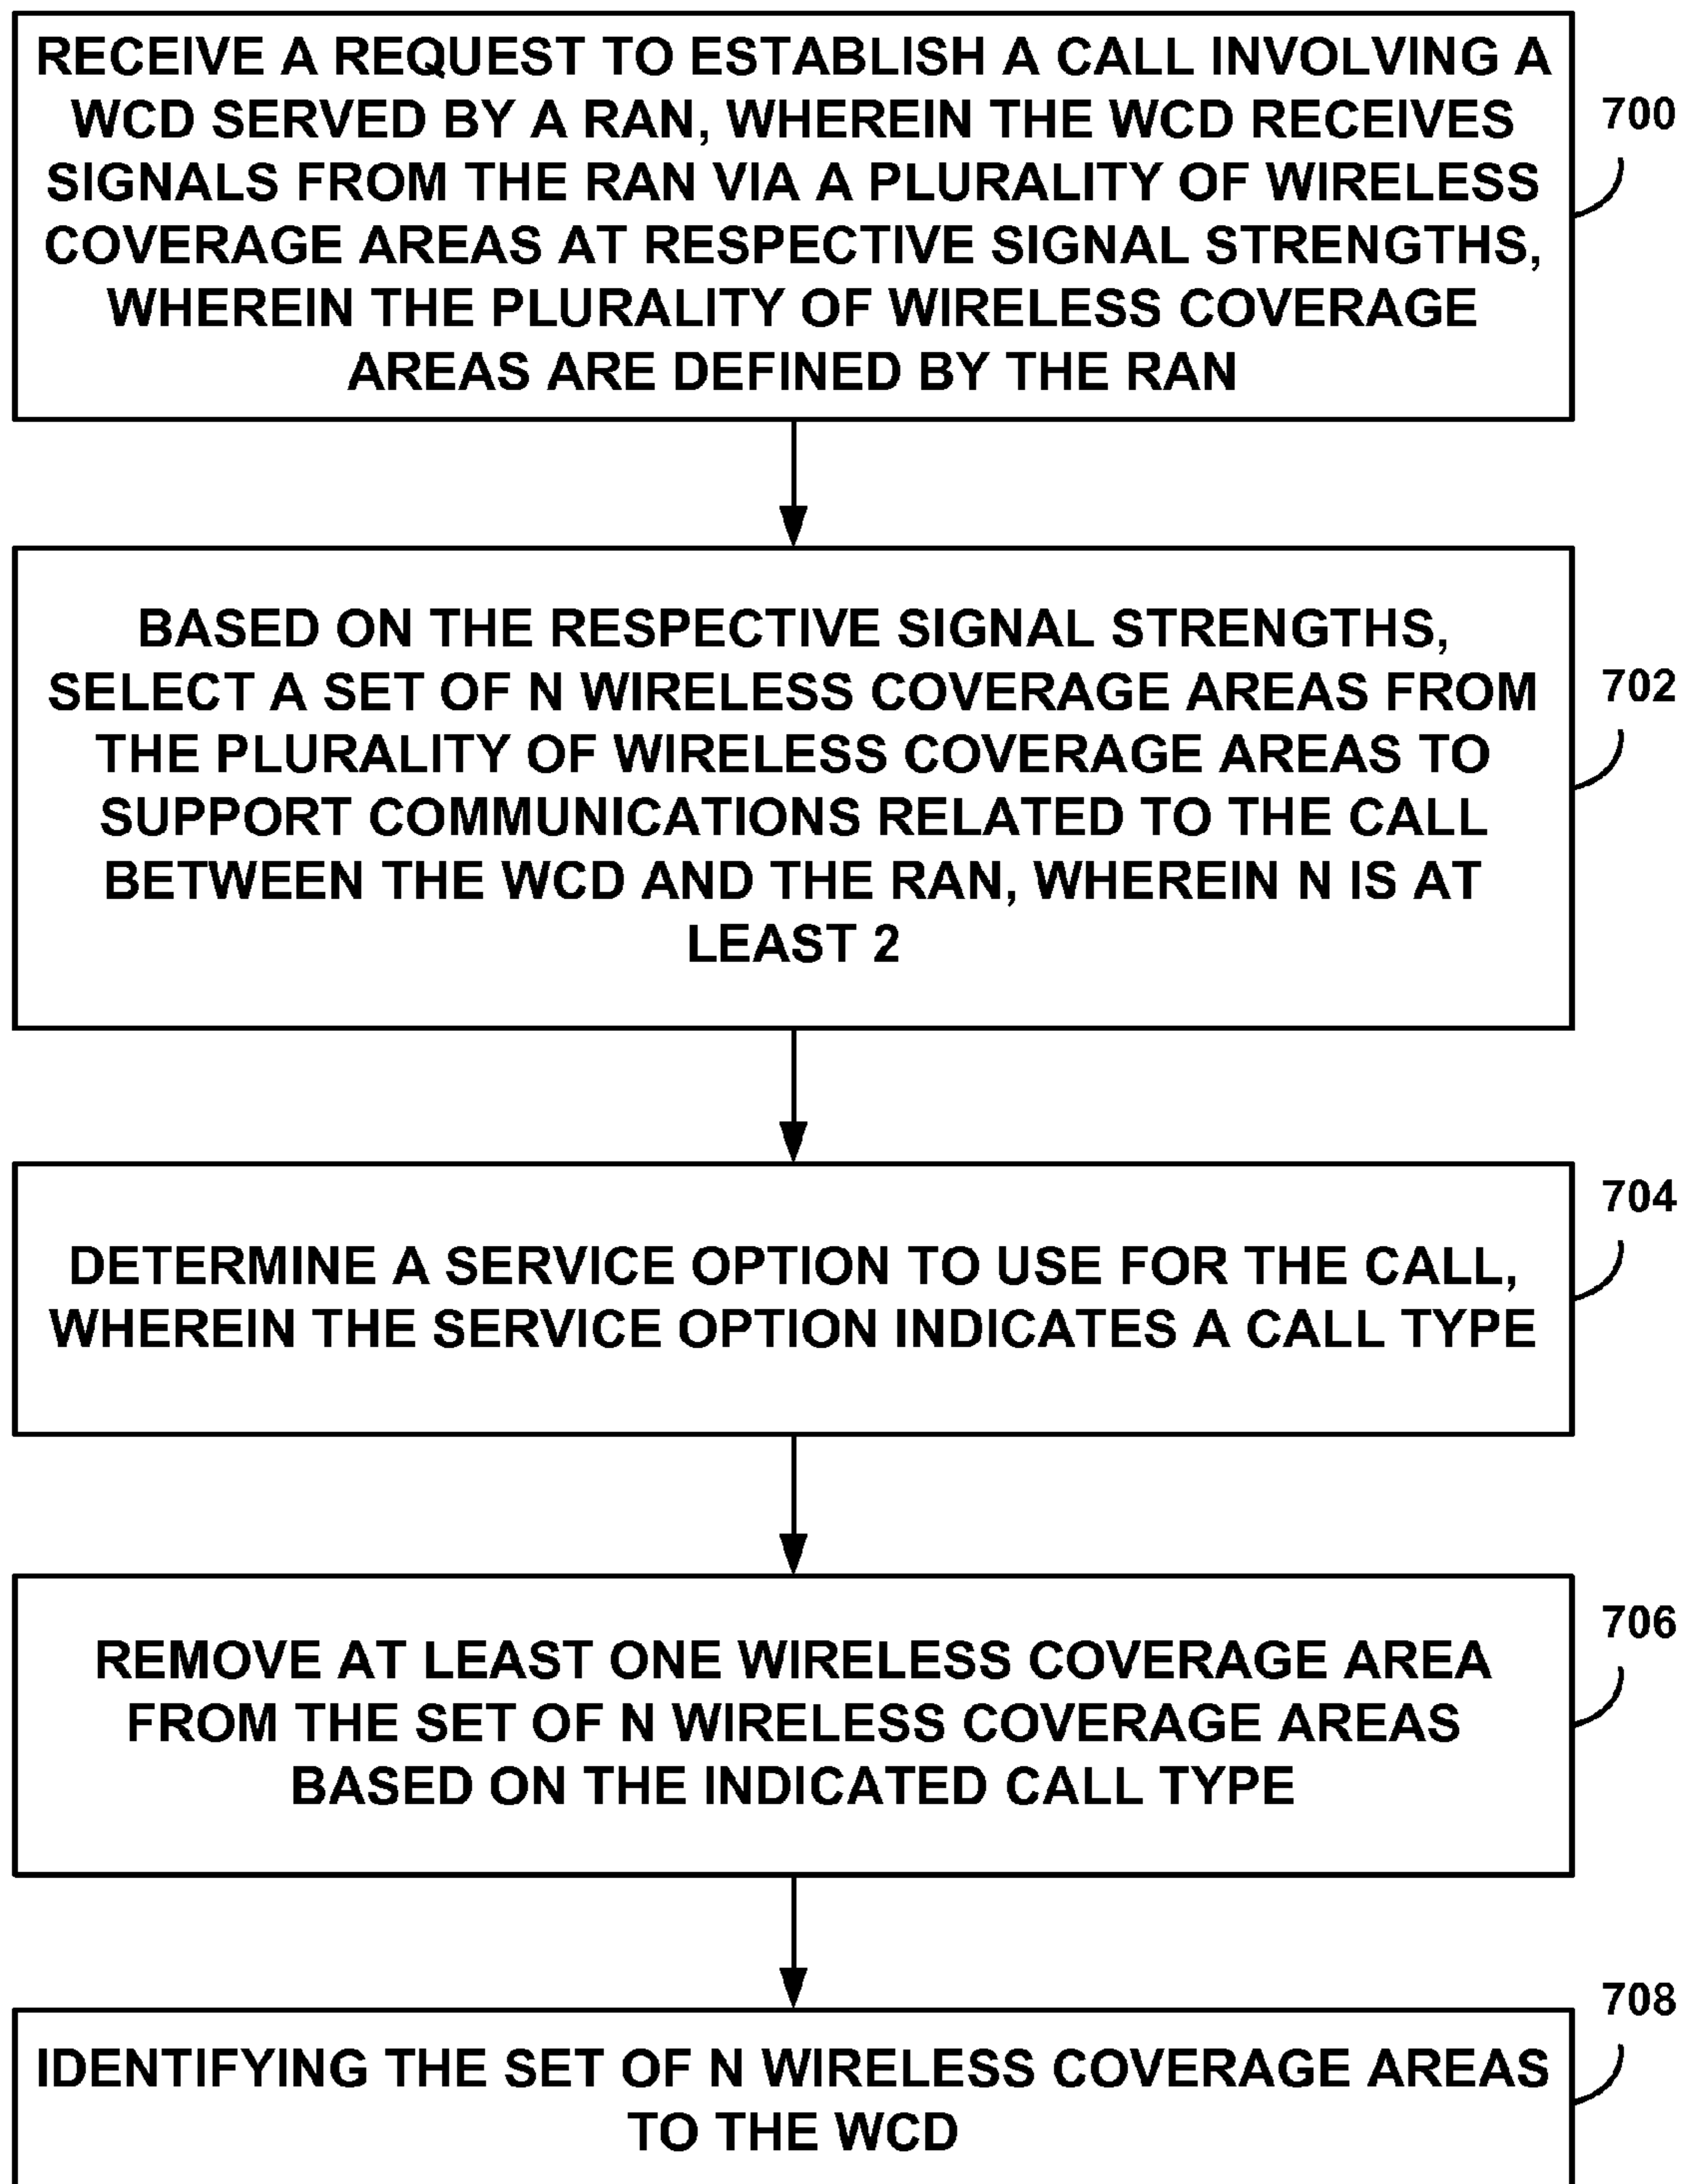 RECEIVE A REQUEST TO ESTABLISH A CALL INVOLVING A
WCD SERVED BY A RAN, WHEREIN THE WCD RECEIVES
SIGNALS FROM THE RAN VIA A PLURALITY OF WIRELESS
COVERAGE AREAS AT RESPECTIVE SIGNAL STRENGTHS,
WHEREIN THE PLURALITY OF WIRELESS COVERAGE
AREAS ARE DEFINED BY THE RAN
700
BASED ON THE RESPECTIVE SIGNAL STRENGTHS,
SELECT A SET OF N WIRELESS COVERAGE AREAS FROM
THE PLURALITY OF WIRELESS COVERAGE AREAS TO
SUPPORT COMMUNICATIONS RELATED TO THE CALL
BETWEEN THE WCD AND THE RAN, WHEREIN N IS AT
LEAST 2
702
DETERMINE A SERVICE OPTION TO USE FOR THE CALL,
WHEREIN THE SERVICE OPTION INDICATES A CALL TYPE
704
REMOVE AT LEAST ONE WIRELESS COVERAGE AREA
FROM THE SET OF N WIRELESS COVERAGE AREAS
BASED ON THE INDICATED CALL TYPE
706
IDENTIFYING THE SET OF N WIRELESS COVERAGE AREAS
TO THE WCD
708